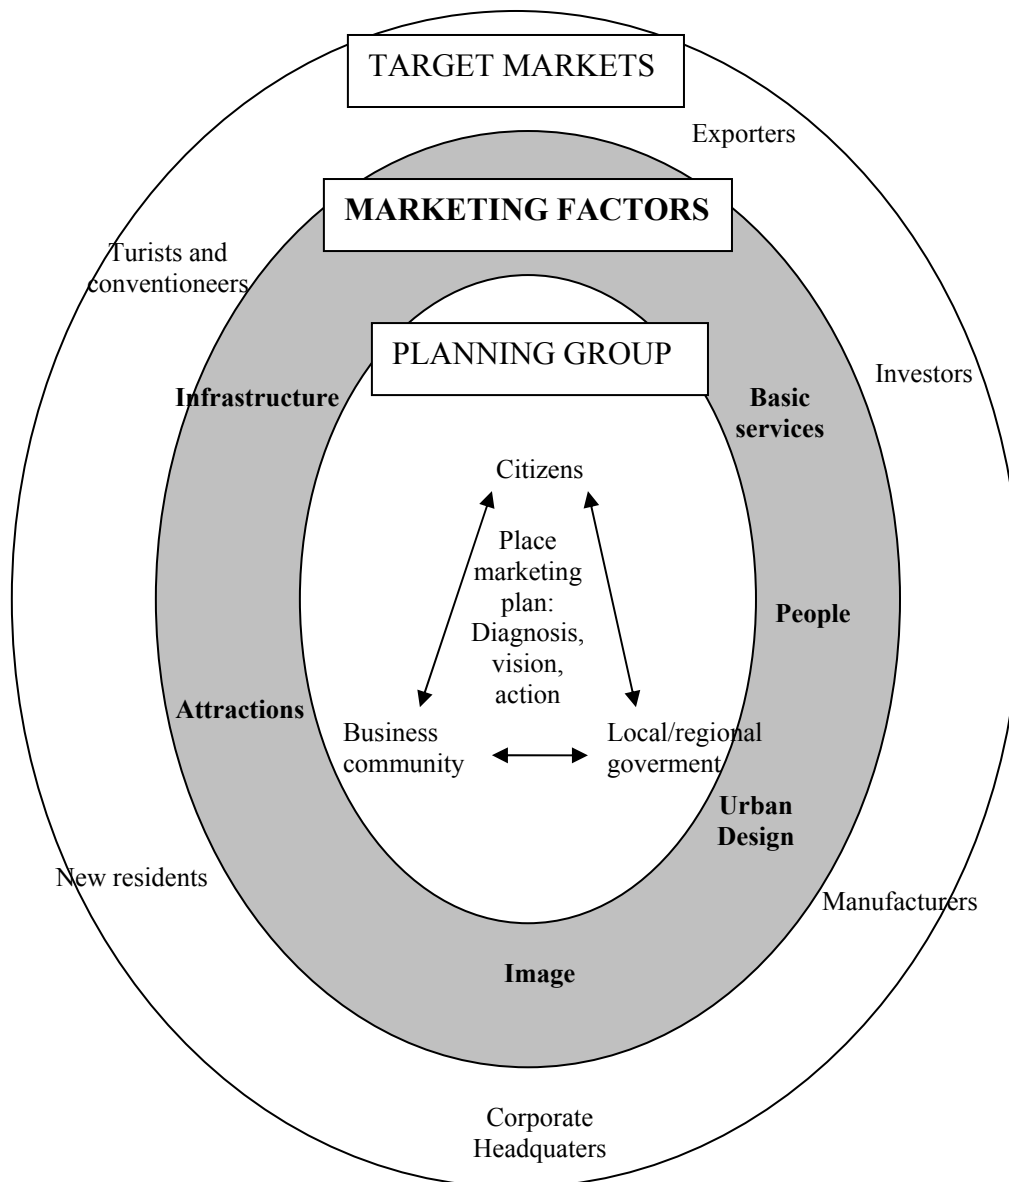 TARGET MARKETS
Exporters
MARKETING FACTORS
Turists and
conventioneers
PLANNING GROUP
Investors
Infrastructure
Basic
services
Citizens
Place
marketing
plan:
Diagnosis,
vision,
action
People
Attractions
Business
community
Local/regional
goverment
Urban
Design
New residents
Manufacturers
Image
Corporate
Headquaters